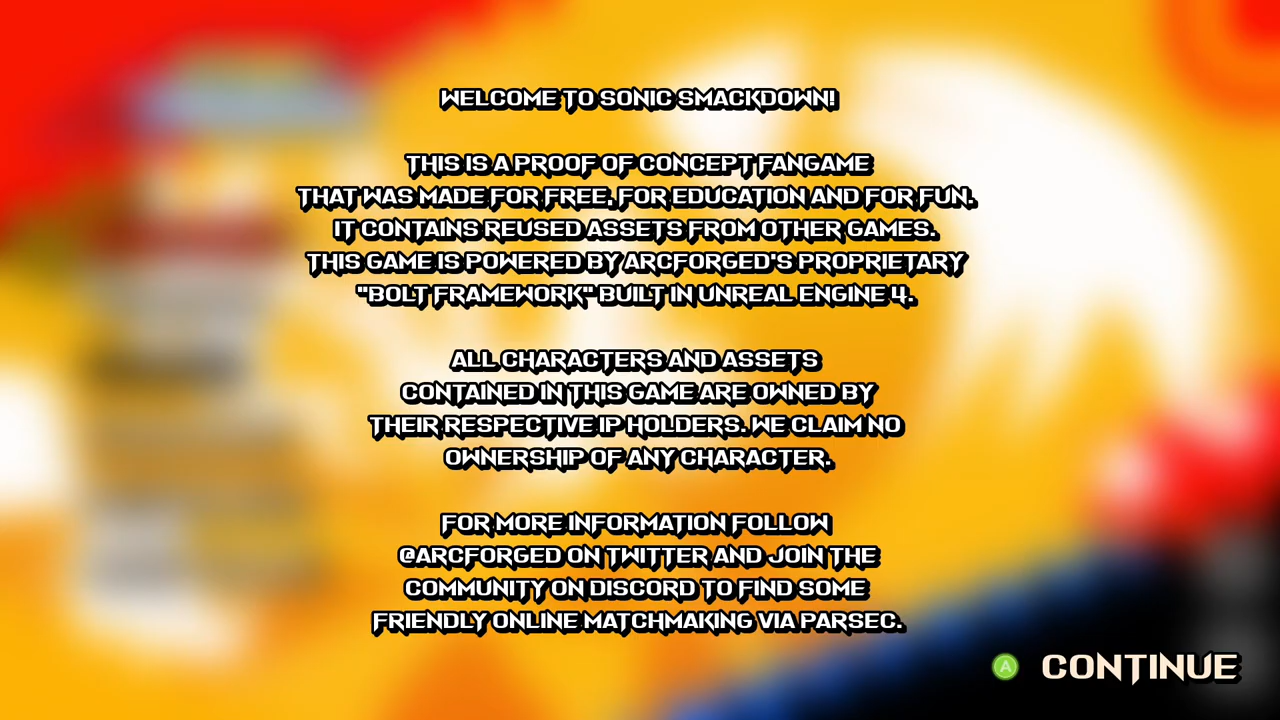 WELCOME TO SONIC SMACKDOWN!
THIS IS A PROOF OF CONCEPT FANGAME
THAT WAS MADE FOR FREE, FOR EDUCATION AND FOR FUN.
IT CONTAINS REUSED ASSETS FROM OTHER GAMES.
THIS GAME IS POWERED BY ARCFORGED'S PROPRIETARY
"BOLT FRAMEWORK" BUILT IN UNREAL ENGINE 4.
ALL CHARACTERS AND ASSETS
CONTAINED IN THIS GAME ARE OWNED BY
THEIR RESPECTIVE IP HOLDERS. WE CLAIM NO
OWNERSHIP OF ANY CHARACTER.
FOR MORE INFORMATION FOLLOW
@ARCFORGED ON TWITTER AND JOIN THE
COMMUNITY ON DISCORD TO FIND SOME
FRIENDLY ONLINE MATCHMAKING VIA PARSEC.
A CONTINUE